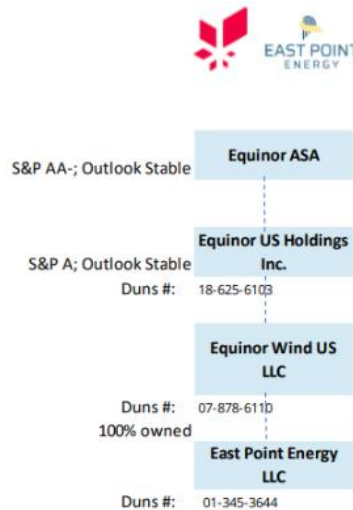 EAST POINT
ENERGY
Equinor ASA
S&P AA-; Outlook Stable
Equinor US Holdings
Inc.
S&P A; Outlook Stable
Duns #: 18-625-6103
Equinor Wind US
LLC
Duns #: 07-878-6110
100% owned
East Point Energy
LLC
Duns #: 01-345-3644